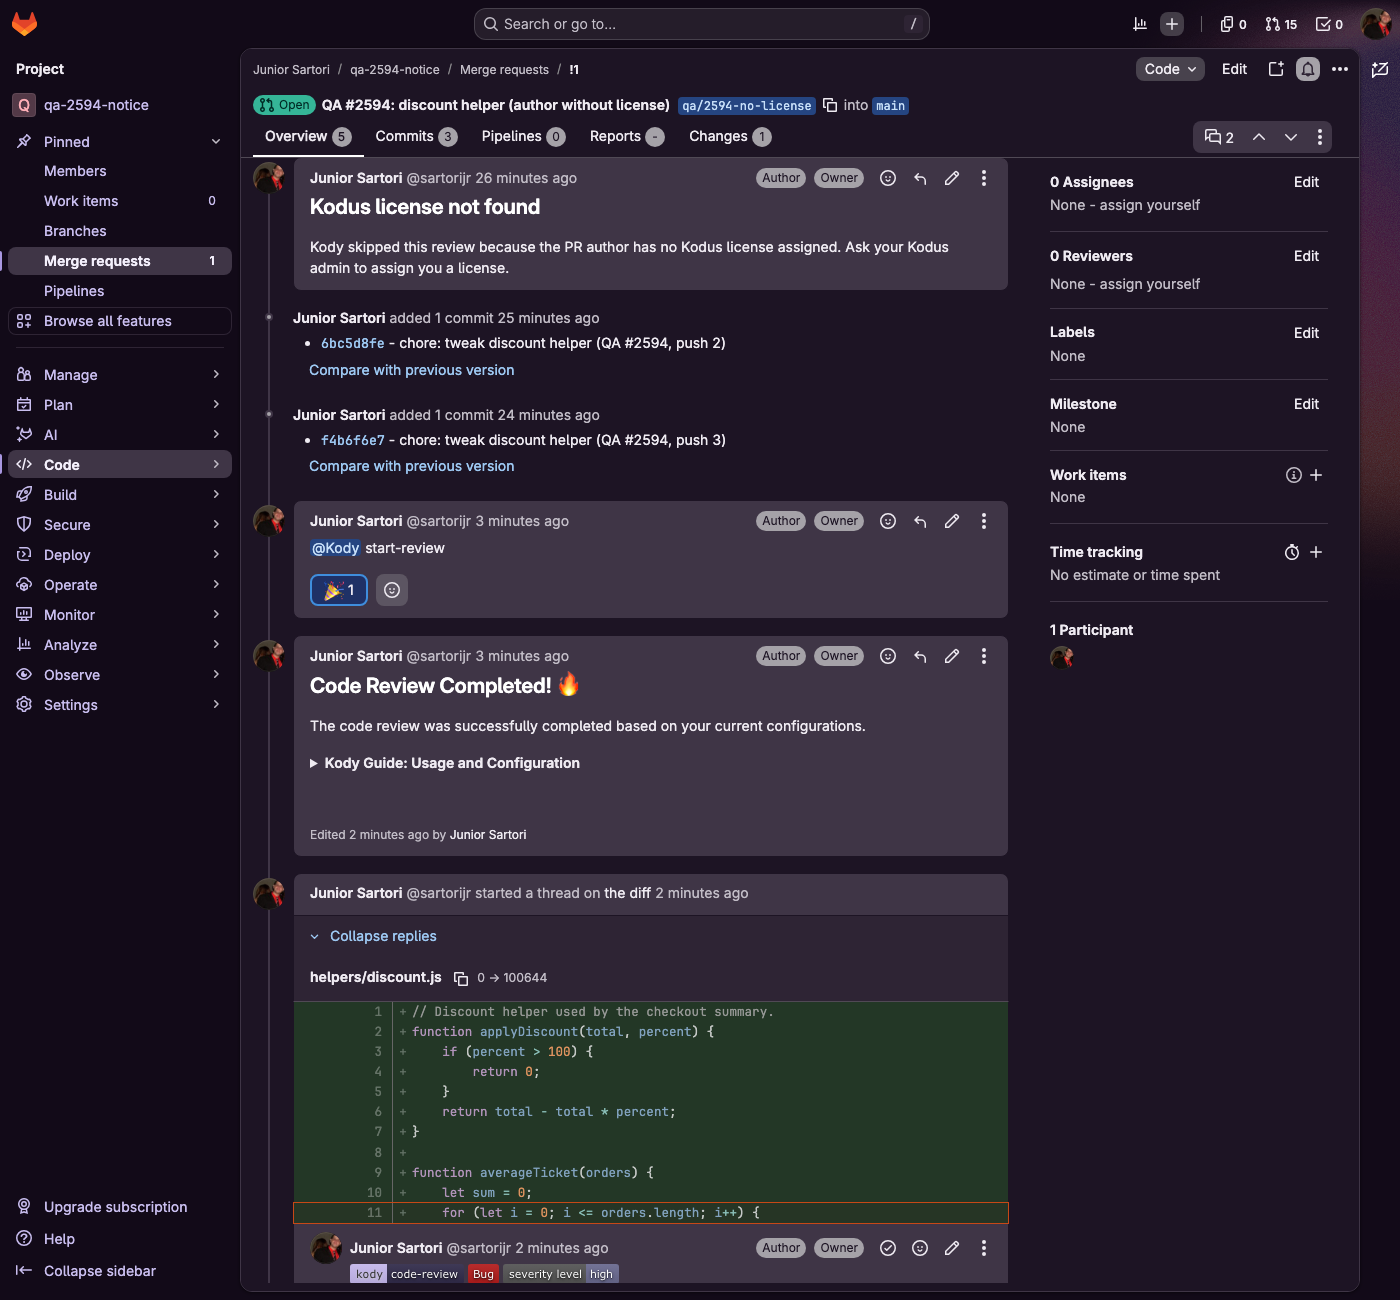 Search or go to...
/
0
15
0
Project
Q
qa-2594-notice
Pinned
Members
Work items 0
Branches
Merge requests 1
Pipelines
Browse all features
Manage
Plan
AI
Code
Build
Secure
Deploy
Operate
Monitor
Analyze
Observe
Settings
Upgrade subscription
Help
Collapse sidebar
Junior Sartori / qa-2594-notice / Merge requests / !1
Code
Edit
Open QA #2594: discount helper (author without license) qa/2594-no-license into main
Overview 5
Commits 3
Pipelines 0
Reports -
Changes 1
2
Junior Sartori @sartorijr 26 minutes ago
Author Owner
Kodus license not found
Kody skipped this review because the PR author has no Kodus license assigned. Ask your Kodus
admin to assign you a license.
Junior Sartori added 1 commit 25 minutes ago
• 6bc5d8fe - chore: tweak discount helper (QA #2594, push 2)
Compare with previous version
Junior Sartori added 1 commit 24 minutes ago
• f4b6f6e7 - chore: tweak discount helper (QA #2594, push 3)
Compare with previous version
Junior Sartori @sartorijr 3 minutes ago
Author Owner
@Kody start-review
🎉 1
Junior Sartori @sartorijr 3 minutes ago
Author Owner
Code Review Completed! 🔥
The code review was successfully completed based on your current configurations.
Kody Guide: Usage and Configuration
Edited 2 minutes ago by Junior Sartori
Junior Sartori @sartorijr started a thread on the diff 2 minutes ago
Collapse replies
helpers/discount.js 0 → 100644
1 + // Discount helper used by the checkout summary.
2 + function applyDiscount(total, percent) {
3 + if (percent > 100) {
4 + return 0;
5 + }
6 + return total - total * percent;
7 + }
8 +
9 + function averageTicket(orders) {
10 + let sum = 0;
11 + for (let i = 0; i <= orders.length; i++) {
Junior Sartori @sartorijr 2 minutes ago
Author Owner
kody code-review Bug severity level high
0 Assignees Edit
None - assign yourself
0 Reviewers Edit
None - assign yourself
Labels Edit
None
Milestone Edit
None
Work items
None
Time tracking
No estimate or time spent
1 Participant